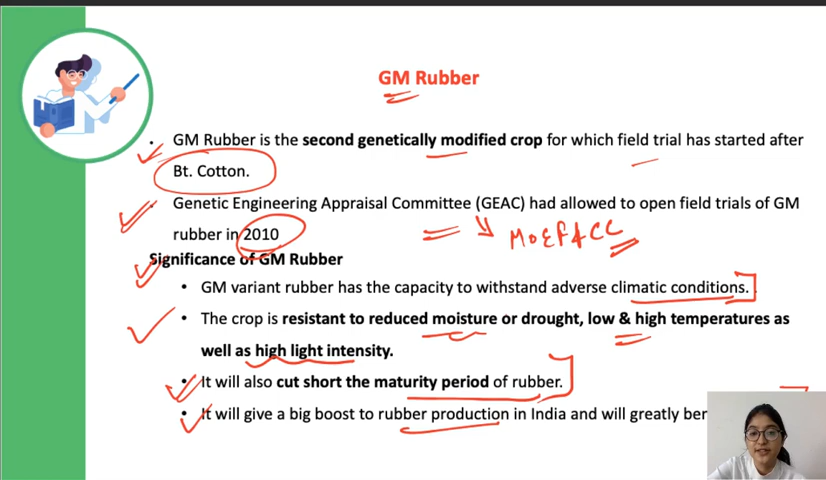 GM Rubber
• GM Rubber is the second genetically modified crop for which field trial has started after
Bt. Cotton.
• Genetic Engineering Appraisal Committee (GEAC) had allowed to open field trials of GM
rubber in 2010
MOEF&CC
Significance of GM Rubber
• GM variant rubber has the capacity to withstand adverse climatic conditions.
• The crop is resistant to reduced moisture or drought, low & high temperatures as
well as high light intensity.
• It will also cut short the maturity period of rubber.
• It will give a big boost to rubber production in India and will greatly